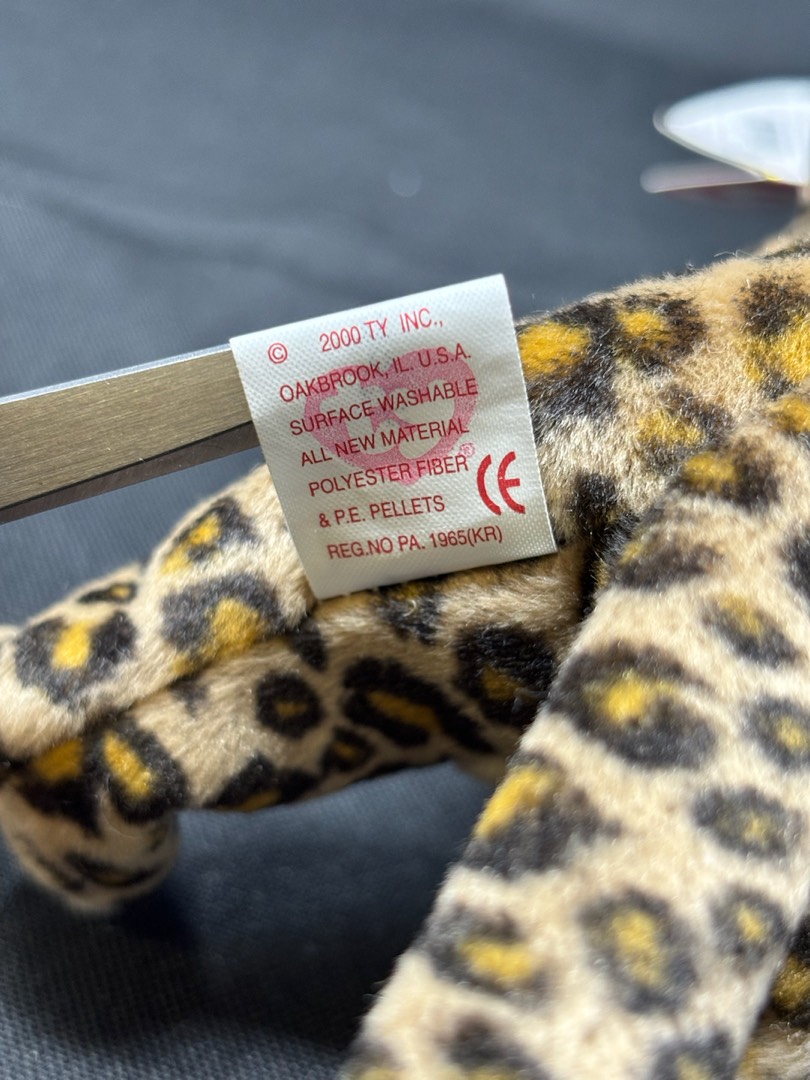 © 2000 TY INC.,
OAKBROOK, IL. U.S.A.
SURFACE WASHABLE
ALL NEW MATERIAL
POLYESTER FIBER
& P.E. PELLETS CE
REG.NO PA. 1965(KR)